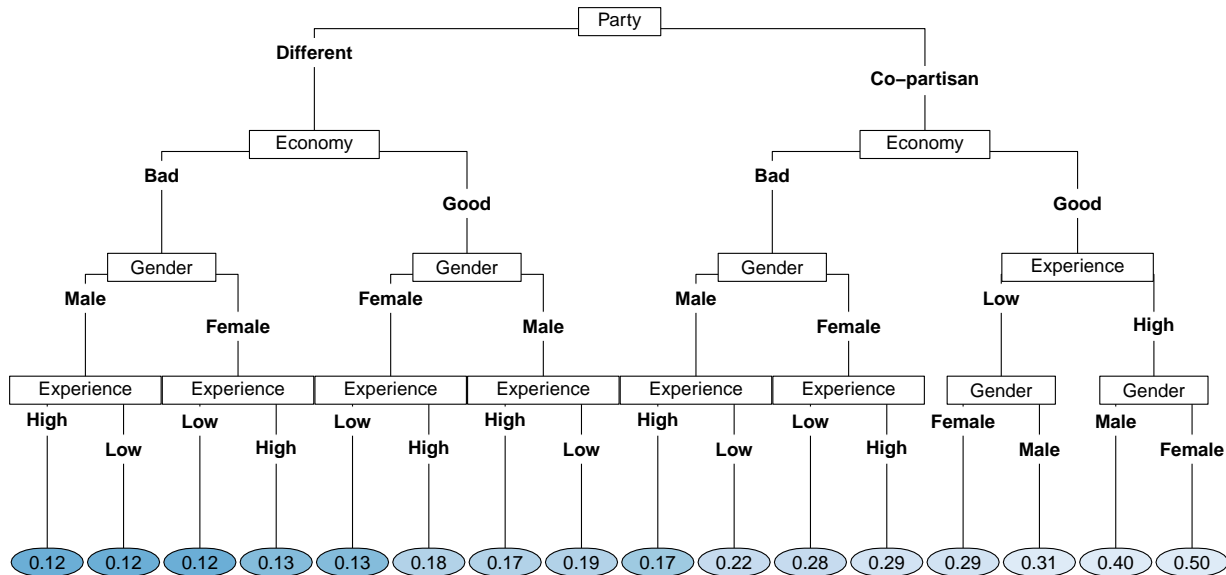 Party
Different
Co−partisan
Economy Economy
Bad Bad
Good Good
Gender Gender Gender Experience
Male Female Male Low
Female Male Female High
Experience Experience Experience Experience Experience Experience Gender Gender
High Low Low High High Low Female Male
Low High High Low Low High Male Female
0.12 0.12 0.12 0.13 0.13 0.18 0.17 0.19 0.17 0.22 0.28 0.29 0.29 0.31 0.40 0.50